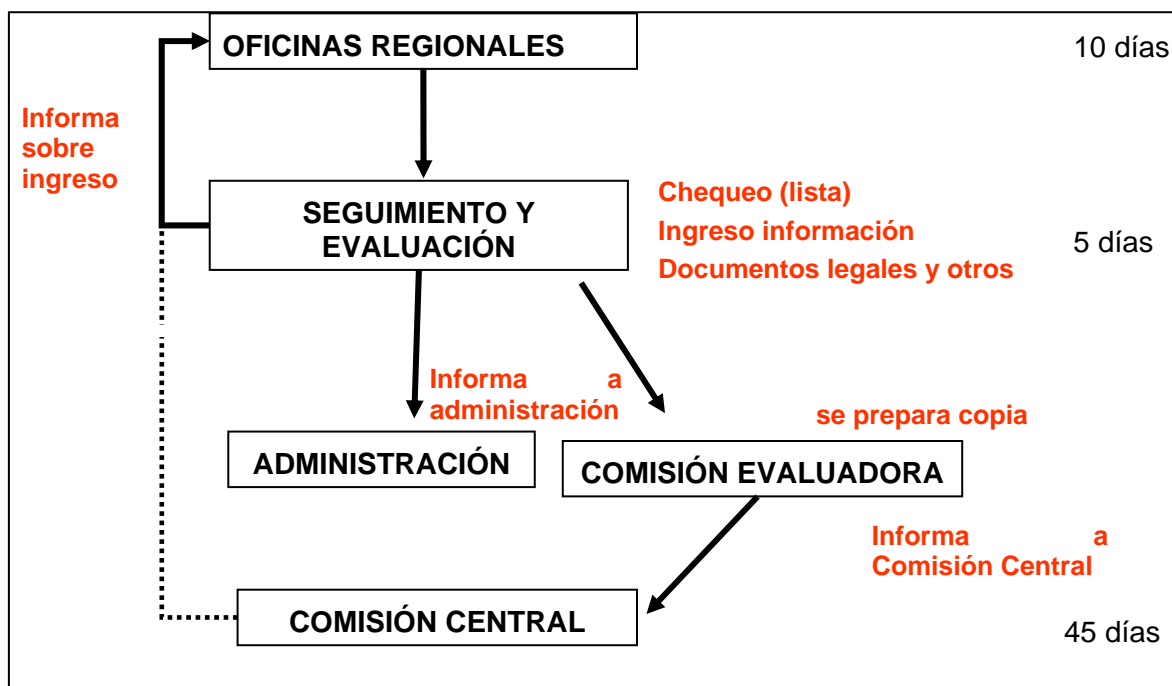 OFICINAS REGIONALES
10 días
Informa
sobre
ingreso
SEGUIMIENTO Y
EVALUACIÓN
Chequeo (lista)
Ingreso información
Documentos legales y otros
5 días
Informa a
administración
se prepara copia
ADMINISTRACIÓN
COMISIÓN EVALUADORA
Informa a
Comisión Central
COMISIÓN CENTRAL
45 días